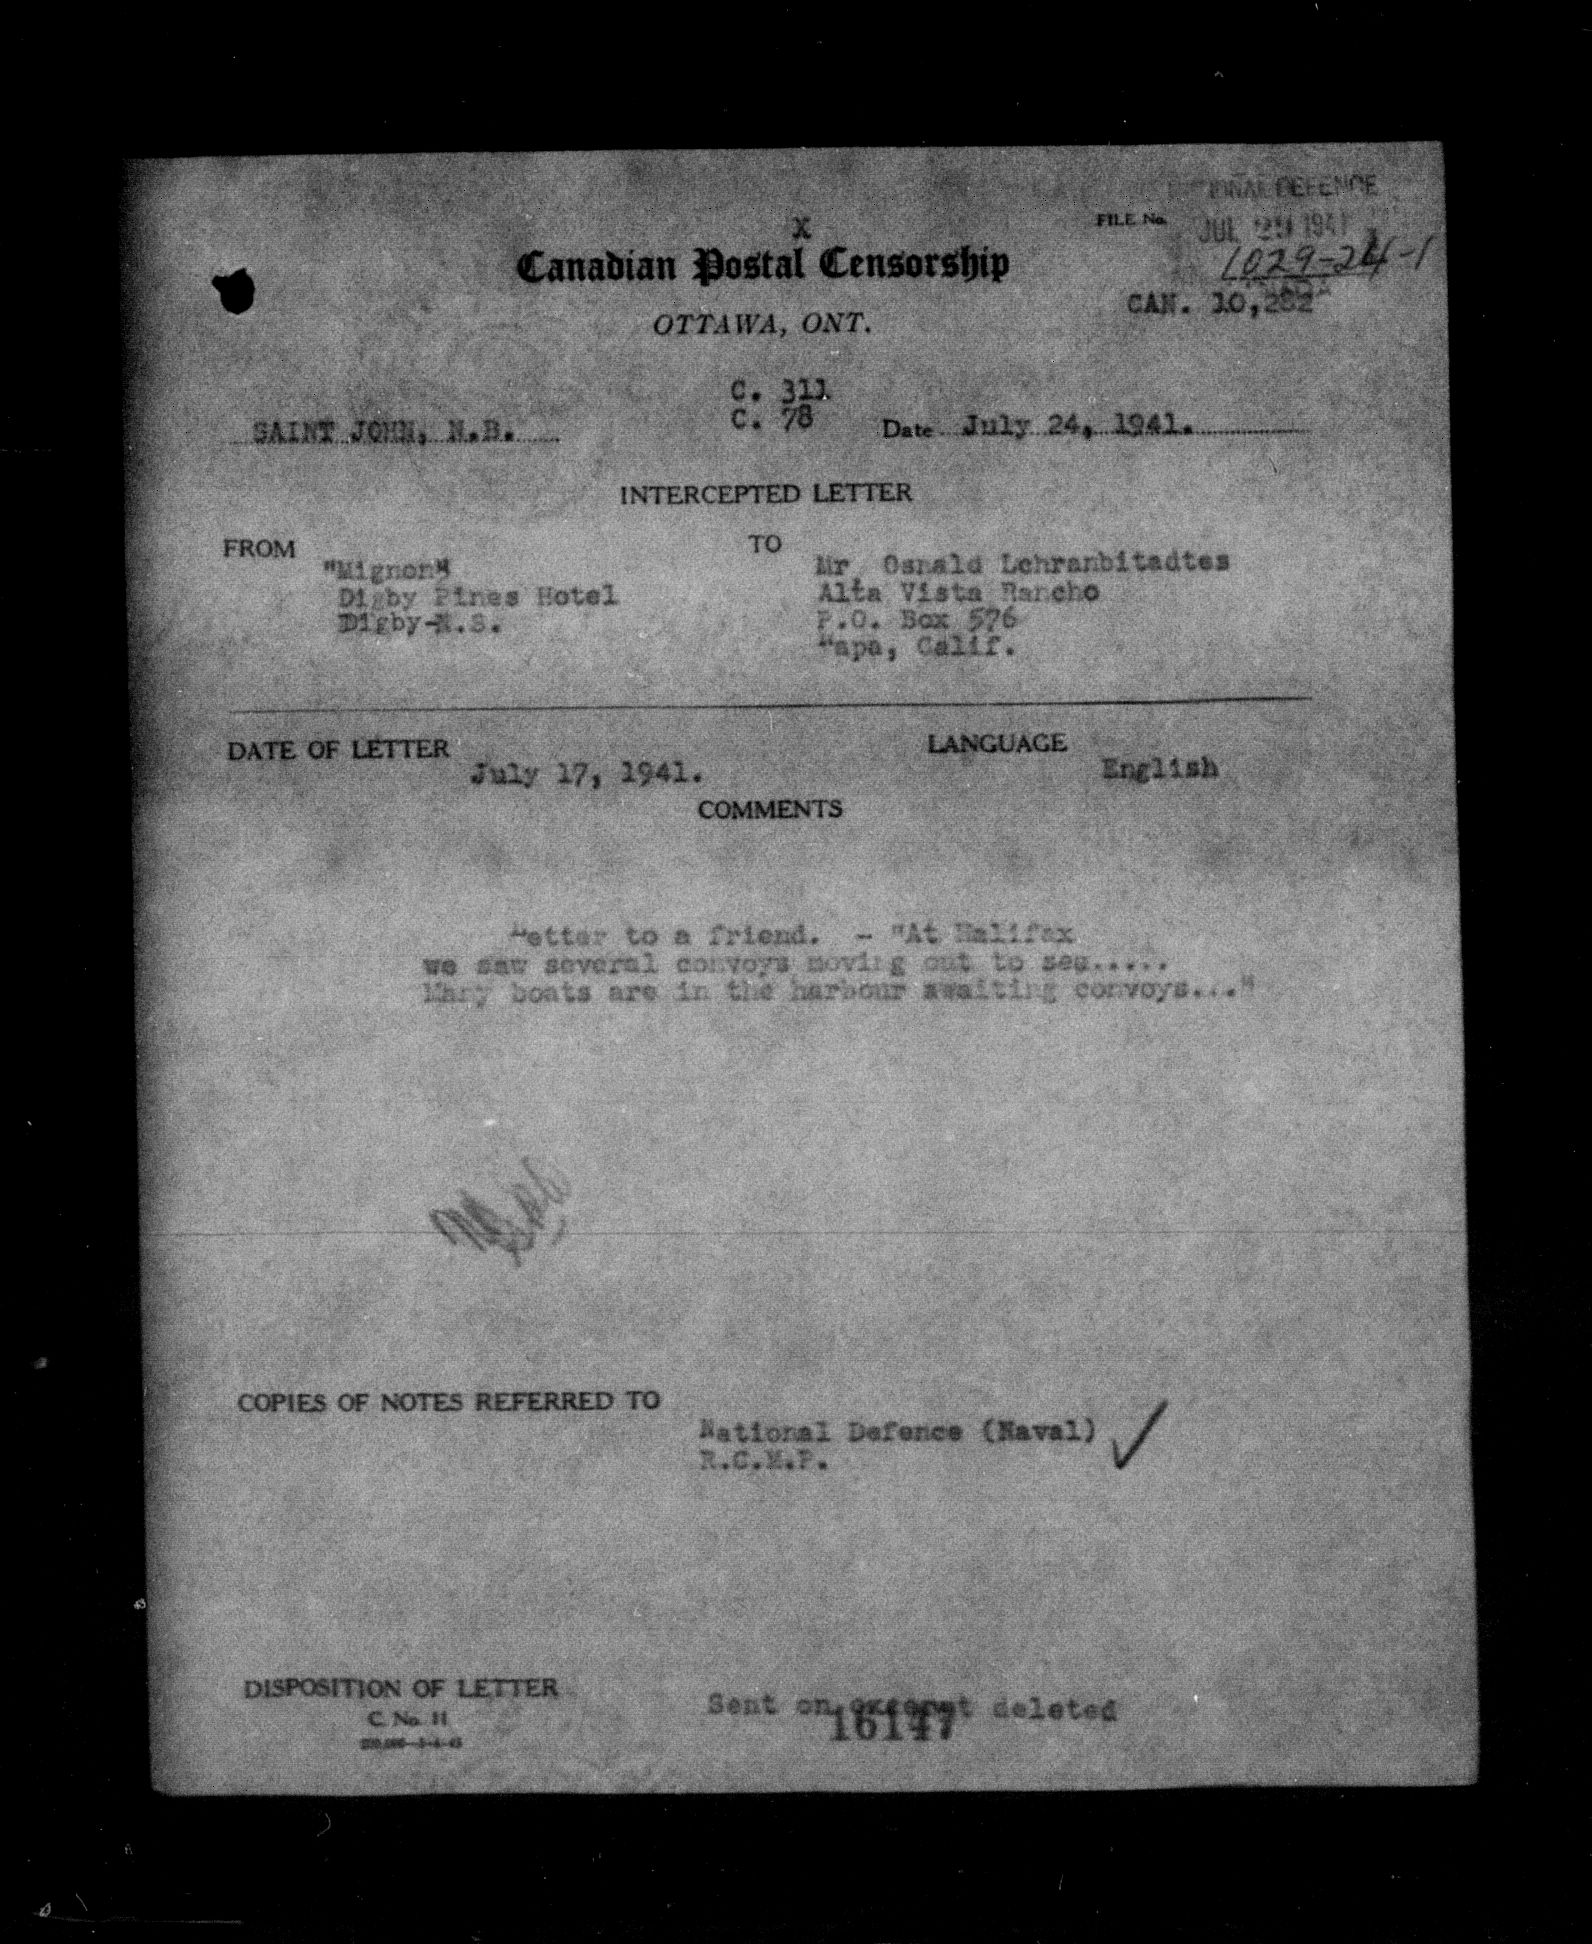 NATIONAL DEFENCE
X
FILE No.
JUL 29 1941
Canadian Postal Censorship
1029-24-1
CAN. 10,282
OTTAWA, ONT.
C. 311
SAINT JOHN, N.B. C. 78 Date July 24, 1941.
INTERCEPTED LETTER
FROM TO
"Mignon" Mr. Osnald Lohranbitadtes
Digby Pines Hotel Alta Vista Rancho
Digby-N.S. P.O. Box 576
Napa, Calif.
DATE OF LETTER LANGUAGE
July 17, 1941. English
COMMENTS
Letter to a friend. - "At Halifax
we saw several convoys moving out to sea.....
Many boats are in the harbour awaiting convoys..."
COPIES OF NOTES REFERRED TO
National Defence (Naval)
R.C.M.P.
DISPOSITION OF LETTER Sent on excerpt deleted
C. No. 11 16147